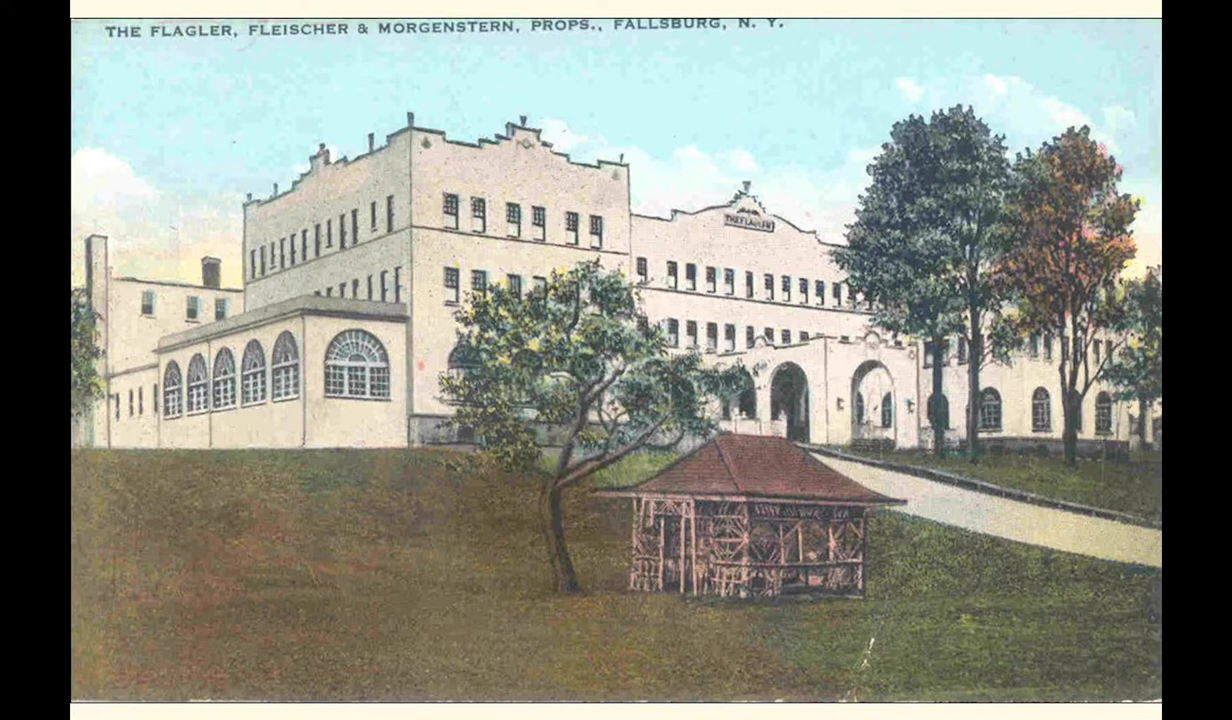 THE FLAGLER, FLEISCHER & MORGENSTERN, PROPS., FALLSBURG, N. Y.
THE FLAGLER